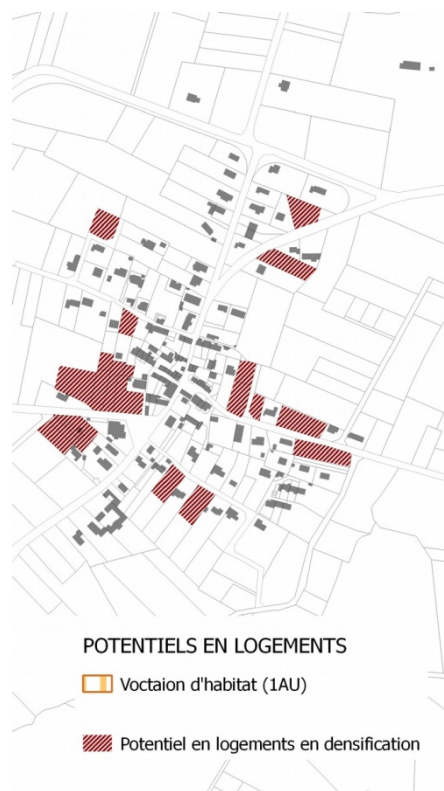 POTENTIELS EN LOGEMENTS
Voctaion d'habitat (1AU)
Potentiel en logements en densification